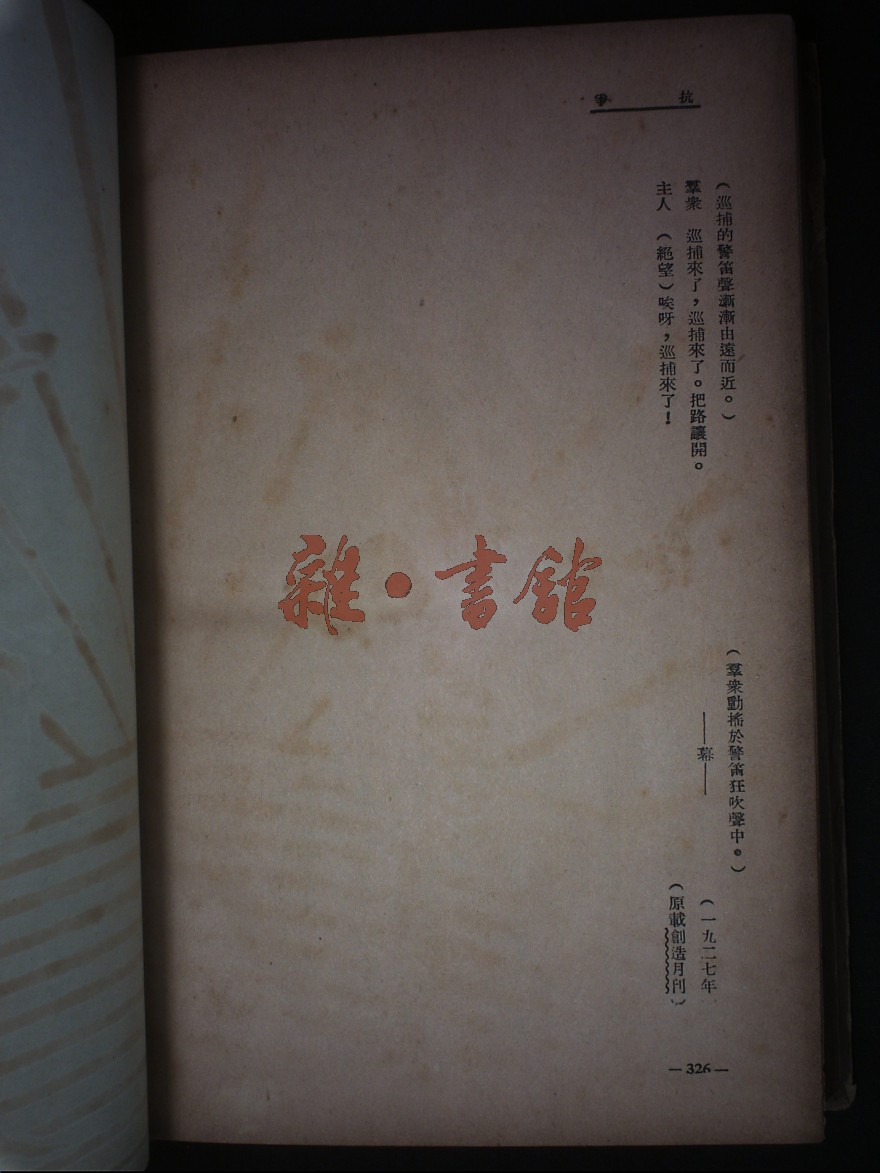 抗爭
（巡捕的警笛聲漸漸由遠而近。）
羣衆　巡捕來了，巡捕來了。把路讓開。
主人　（絕望）唉呀，巡捕來了！
（羣衆動搖於警笛狂吹聲中。）
——幕——
（一九二七年
（原載創造月刊）
—326—
雜·書館